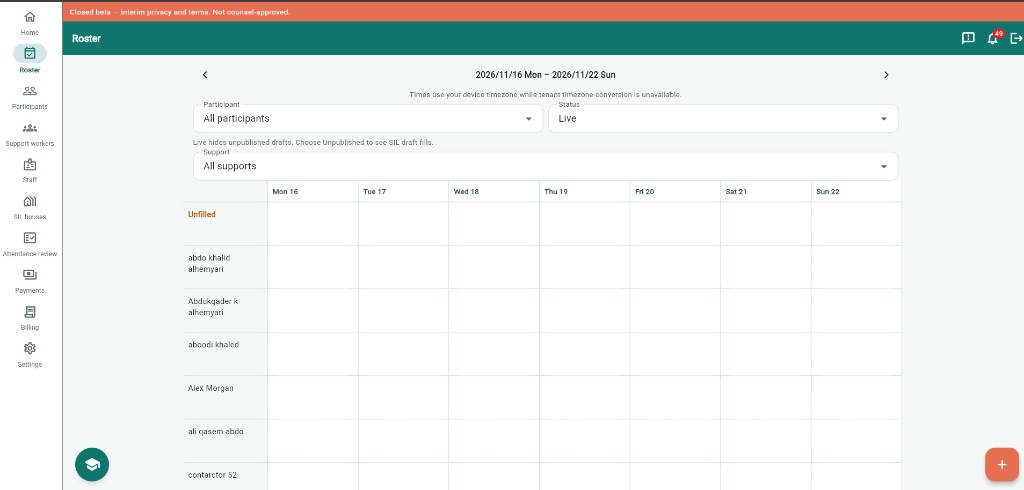 Closed beta — interim privacy and terms. Not counsel-approved.
Home
Roster
Participants
Support workers
Staff
SIL houses
Attendance review
Payments
Billing
Settings
Roster
49
2026/11/16 Mon – 2026/11/22 Sun
Times use your device timezone while tenant timezone conversion is unavailable.
Participant
All participants
Status
Live
Live hides unpublished drafts. Choose Unpublished to see SIL draft fills.
Support
All supports
Mon 16
Tue 17
Wed 18
Thu 19
Fri 20
Sat 21
Sun 22
Unfilled
abdo khalid
alhemyari
Abdukqader k
alhemyari
aboodi khaled
Alex Morgan
ali qasem abdo
contarctor 52